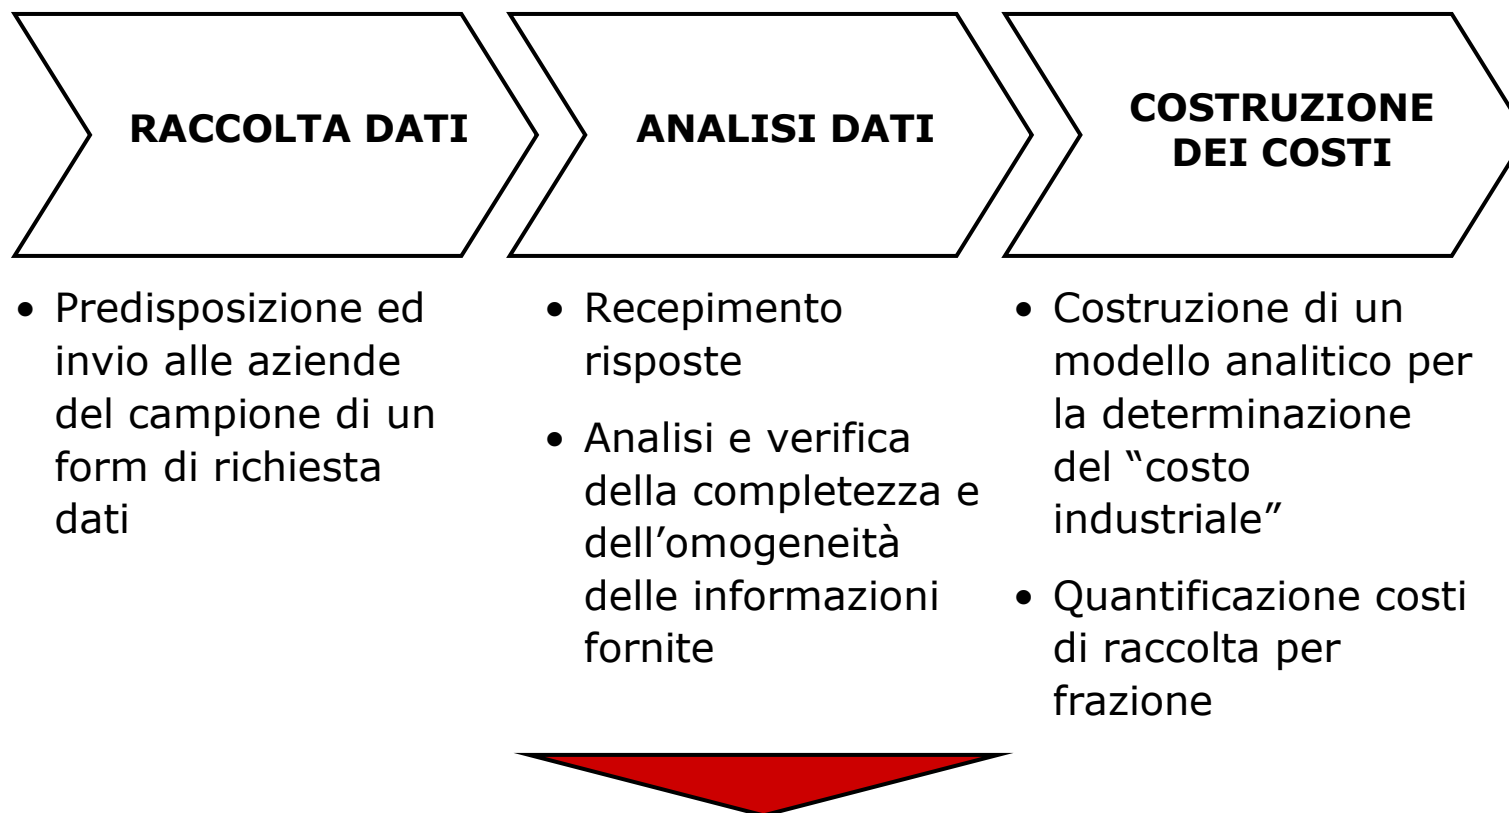 RACCOLTA DATI
• Predisposizione ed
invio alle aziende
del campione di un
form di richiesta
dati
ANALISI DATI
• Recepimento
risposte
• Analisi e verifica
della completezza e
dell’omogeneità
delle informazioni
fornite
COSTRUZIONE
DEI COSTI
• Costruzione di un
modello analitico per
la determinazione
del “costo
industriale”
• Quantificazione costi
di raccolta per
frazione